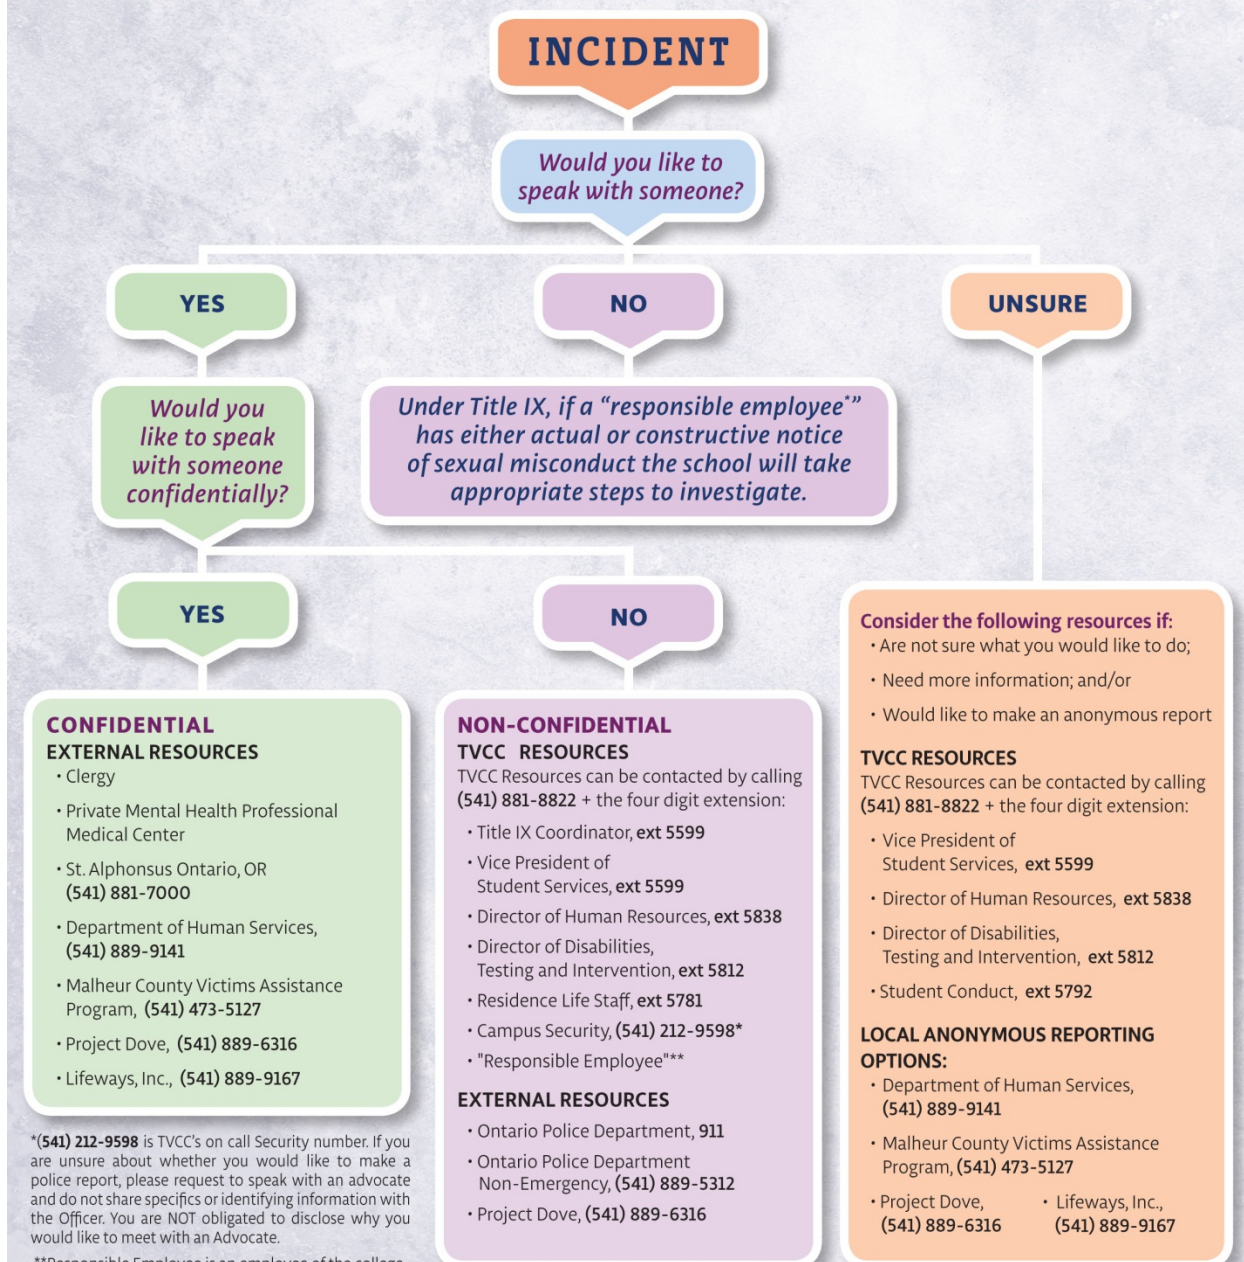 INCIDENT
Would you like to
speak with someone?
YES
NO
UNSURE
Would you
like to speak
with someone
confidentially?
Under Title IX, if a “responsible employee*”
has either actual or constructive notice
of sexual misconduct the school will take
appropriate steps to investigate.
YES
NO
CONFIDENTIAL
EXTERNAL RESOURCES
• Clergy
• Private Mental Health Professional
Medical Center
• St. Alphonsus Ontario, OR
(541) 881-7000
• Department of Human Services,
(541) 889-9141
• Malheur County Victims Assistance
Program, (541) 473-5127
• Project Dove, (541) 889-6316
• Lifeways, Inc., (541) 889-9167
*(541) 212-9598 is TVCC's on call Security number. If you
are unsure about whether you would like to make a
police report, please request to speak with an advocate
and do not share specifics or identifying information with
the Officer. You are NOT obligated to disclose why you
would like to meet with an Advocate.
**Responsible Employee is an employee of the college
NON-CONFIDENTIAL
TVCC RESOURCES
TVCC Resources can be contacted by calling
(541) 881-8822 + the four digit extension:
• Title IX Coordinator, ext 5599
• Vice President of
Student Services, ext 5599
• Director of Human Resources, ext 5838
• Director of Disabilities,
Testing and Intervention, ext 5812
• Residence Life Staff, ext 5781
• Campus Security, (541) 212-9598*
• "Responsible Employee"**
EXTERNAL RESOURCES
• Ontario Police Department, 911
• Ontario Police Department
Non-Emergency, (541) 889-5312
• Project Dove, (541) 889-6316
Consider the following resources if:
• Are not sure what you would like to do;
• Need more information; and/or
• Would like to make an anonymous report
TVCC RESOURCES
TVCC Resources can be contacted by calling
(541) 881-8822 + the four digit extension:
• Vice President of
Student Services, ext 5599
• Director of Human Resources, ext 5838
• Director of Disabilities,
Testing and Intervention, ext 5812
• Student Conduct, ext 5792
LOCAL ANONYMOUS REPORTING
OPTIONS:
• Department of Human Services,
(541) 889-9141
• Malheur County Victims Assistance
Program, (541) 473-5127
• Project Dove,
(541) 889-6316
• Lifeways, Inc.,
(541) 889-9167